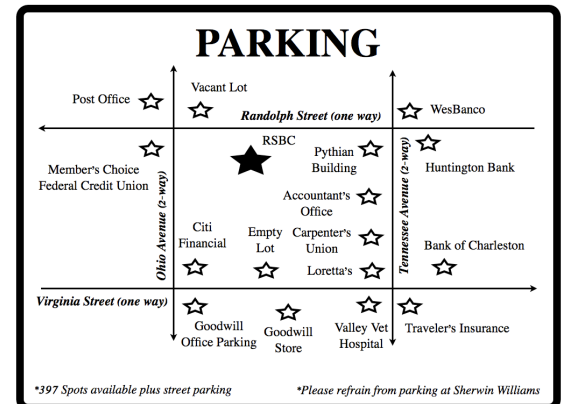 PARKING
Post Office
Vacant Lot
Randolph Street (one way)
WesBanco
RSBC
Member's Choice
Federal Credit Union
Pythian
Building
Huntington Bank
Ohio Avenue (2-way)
Tennessee Avenue (2-way)
Accountant's
Office
Citi
Financial
Empty
Lot
Carpenter's
Union
Loretta's
Bank of Charleston
Virginia Street (one way)
Goodwill
Office Parking
Goodwill
Store
Valley Vet
Hospital
Traveler's Insurance
*397 Spots available plus street parking
*Please refrain from parking at Sherwin Williams